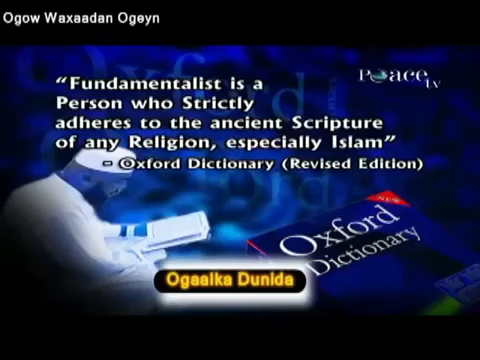 Ogow Waxaadan Ogeyn
Peace tv
“Fundamentalist is a
Person who Strictly
adheres to the ancient Scripture
of any Religion, especially Islam”
- Oxford Dictionary (Revised Edition)
NEW
Oxford
Dictionary
Ogaalka Dunida